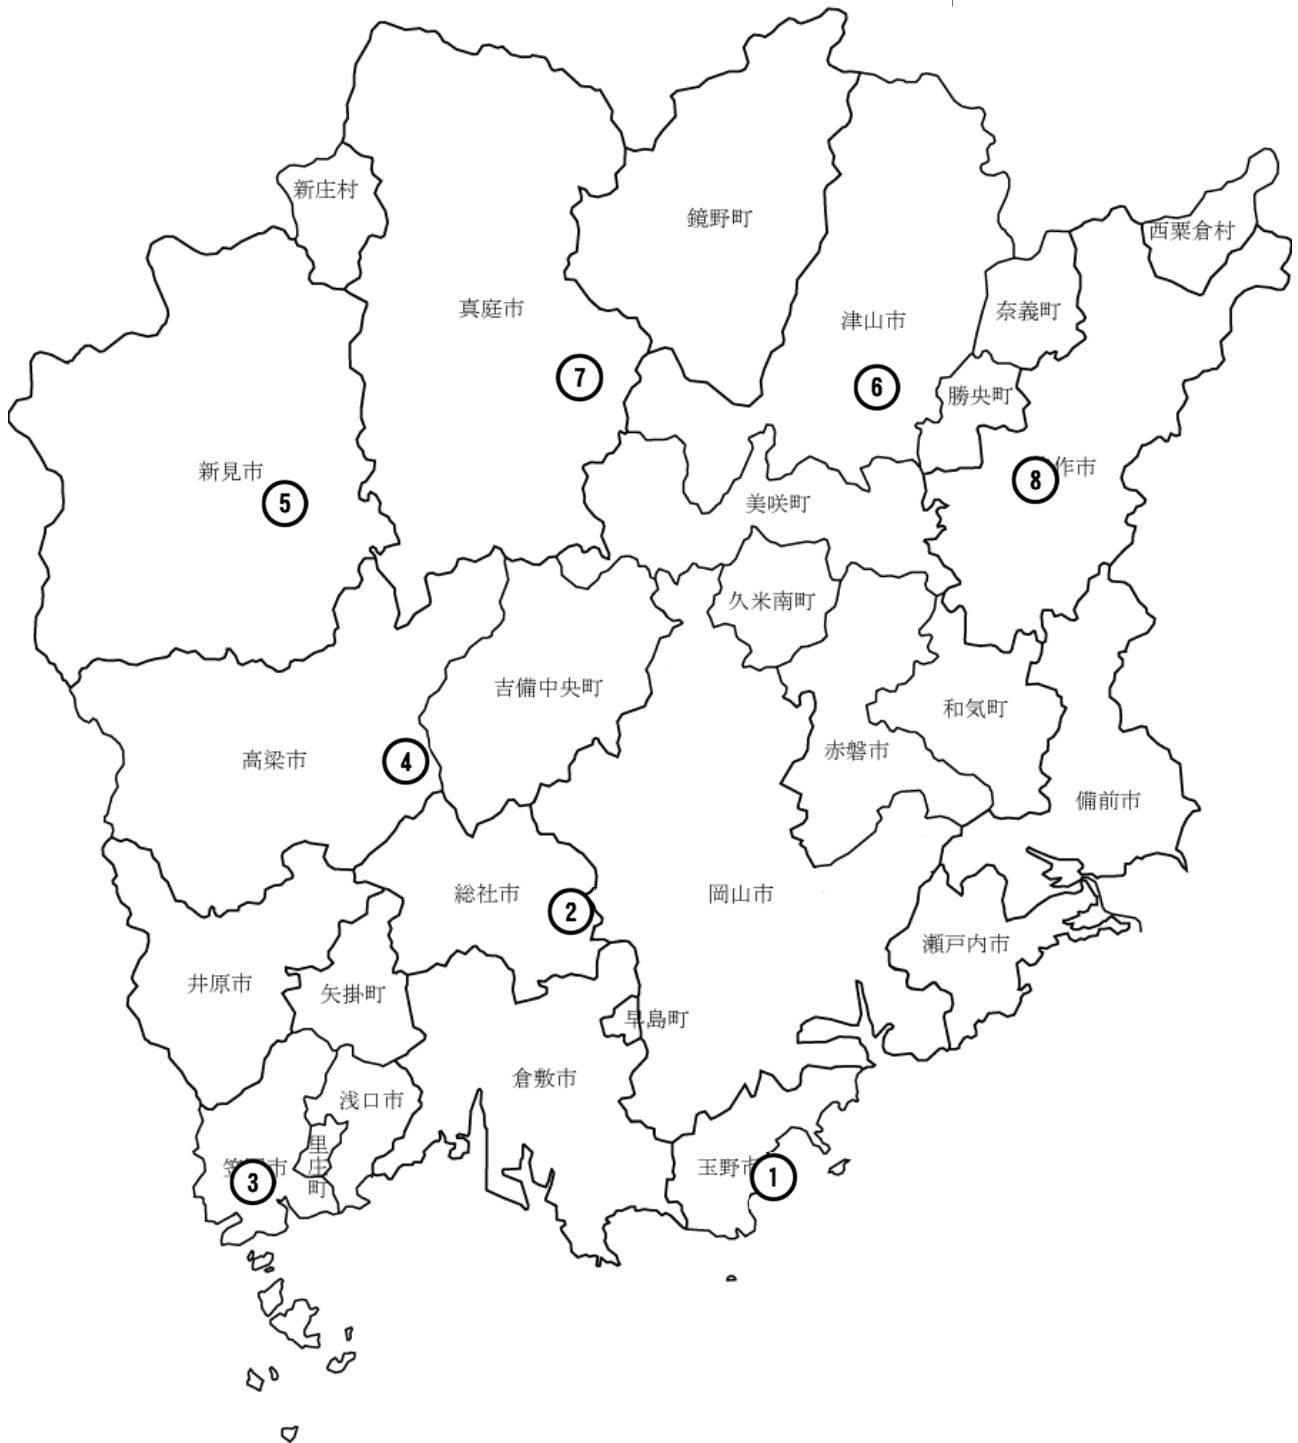 新庄村
鏡野町
西粟倉村
真庭市
奈義町
津山市
7
6
勝央町
新見市
作市
8
5
美咲町
久米南町
吉備中央町
和気町
赤磐市
高梁市
4
備前市
総社市
岡山市
2
瀬戸内市
井原市
矢掛町
早島町
倉敷市
浅口市
里庄町
玉野市
1
市
3